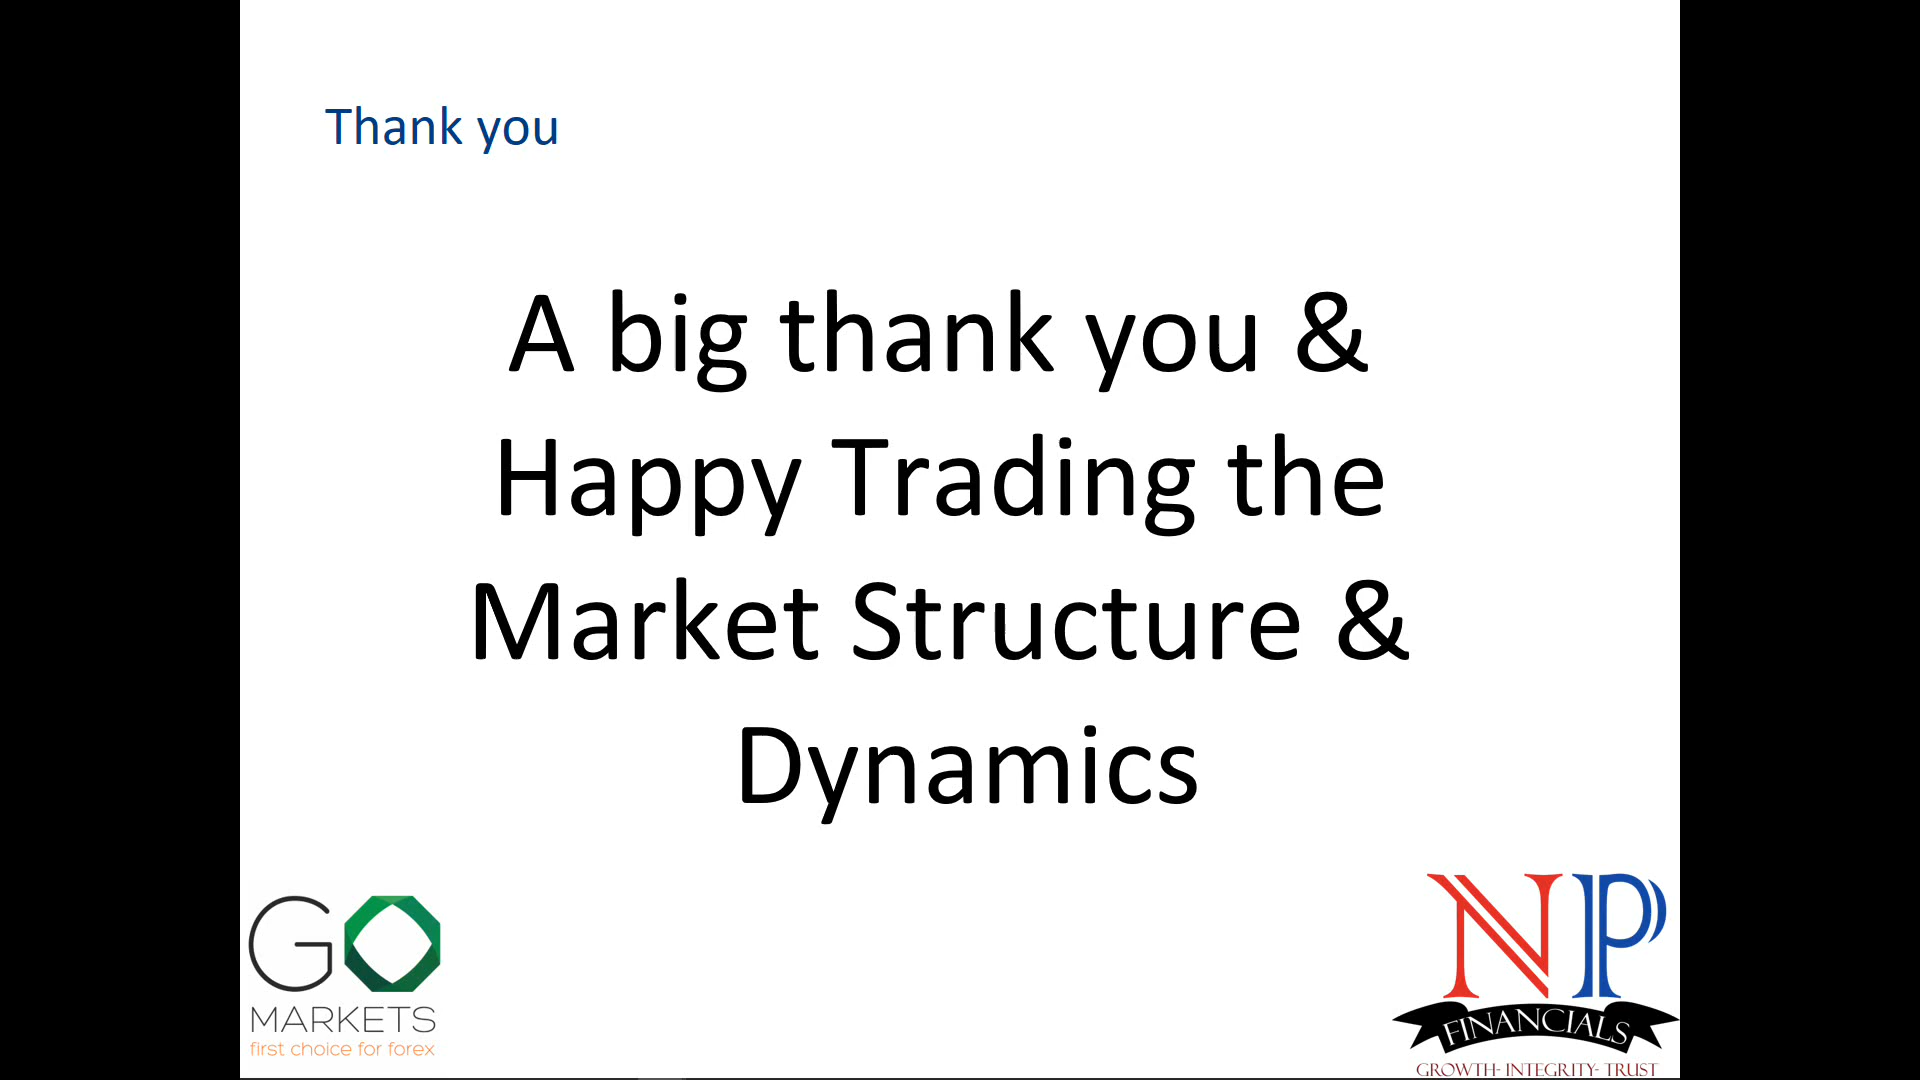 Thank you
A big thank you &
Happy Trading the
Market Structure &
Dynamics
GO
MARKETS
first choice for forex
NP
FINANCIALS
GROWTH- INTEGRITY- TRUST